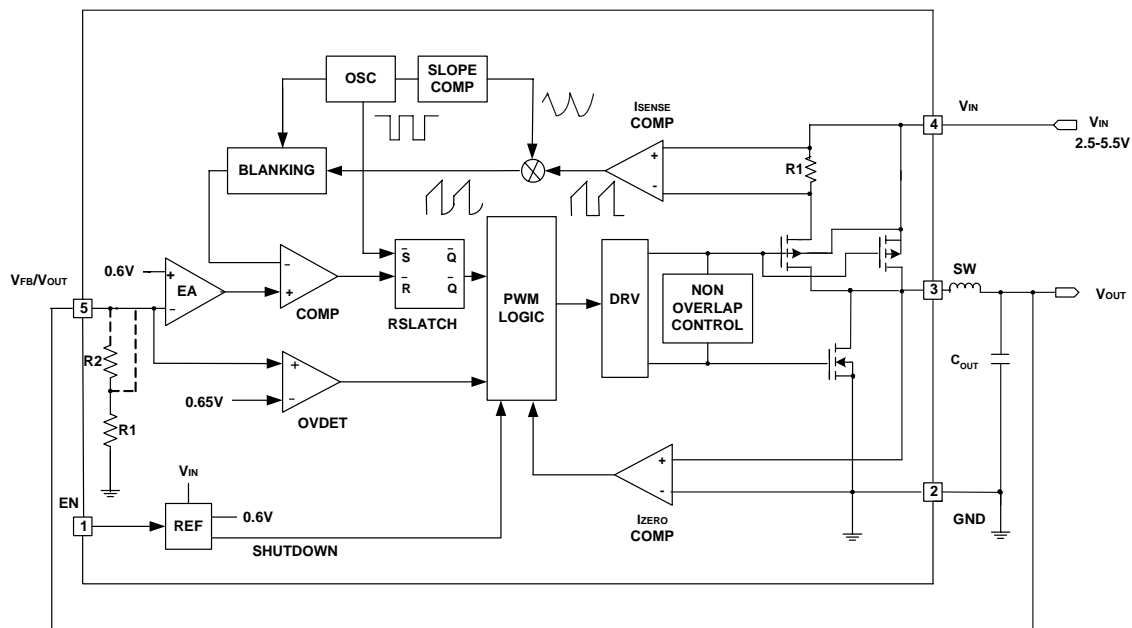 OSC
SLOPE
COMP
ISENSE
COMP
VIN
4
VIN
2.5-5.5V
+
-
R1
BLANKING
VFB/VOUT
5
0.6V
+
-
EA
-
+
COMP
S̅
Q̅
R̅
Q̅
RSLATCH
PWM
LOGIC
DRV
NON
OVERLAP
CONTROL
3
SW
VOUT
COUT
R2
R1
+
-
0.65V
OVDET
EN
1
VIN
REF
0.6V
SHUTDOWN
+
-
IZERO
COMP
2
GND